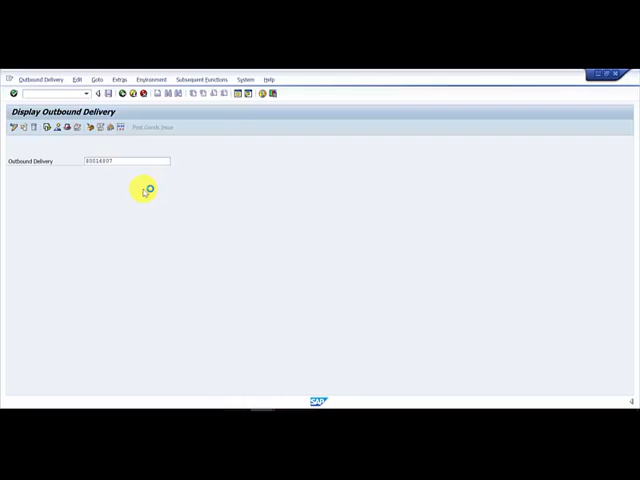 Outbound Delivery Edit Goto Extras Environment Subsequent Functions System Help
Display Outbound Delivery
Post Goods Issue
Outbound Delivery 80016807
SAP